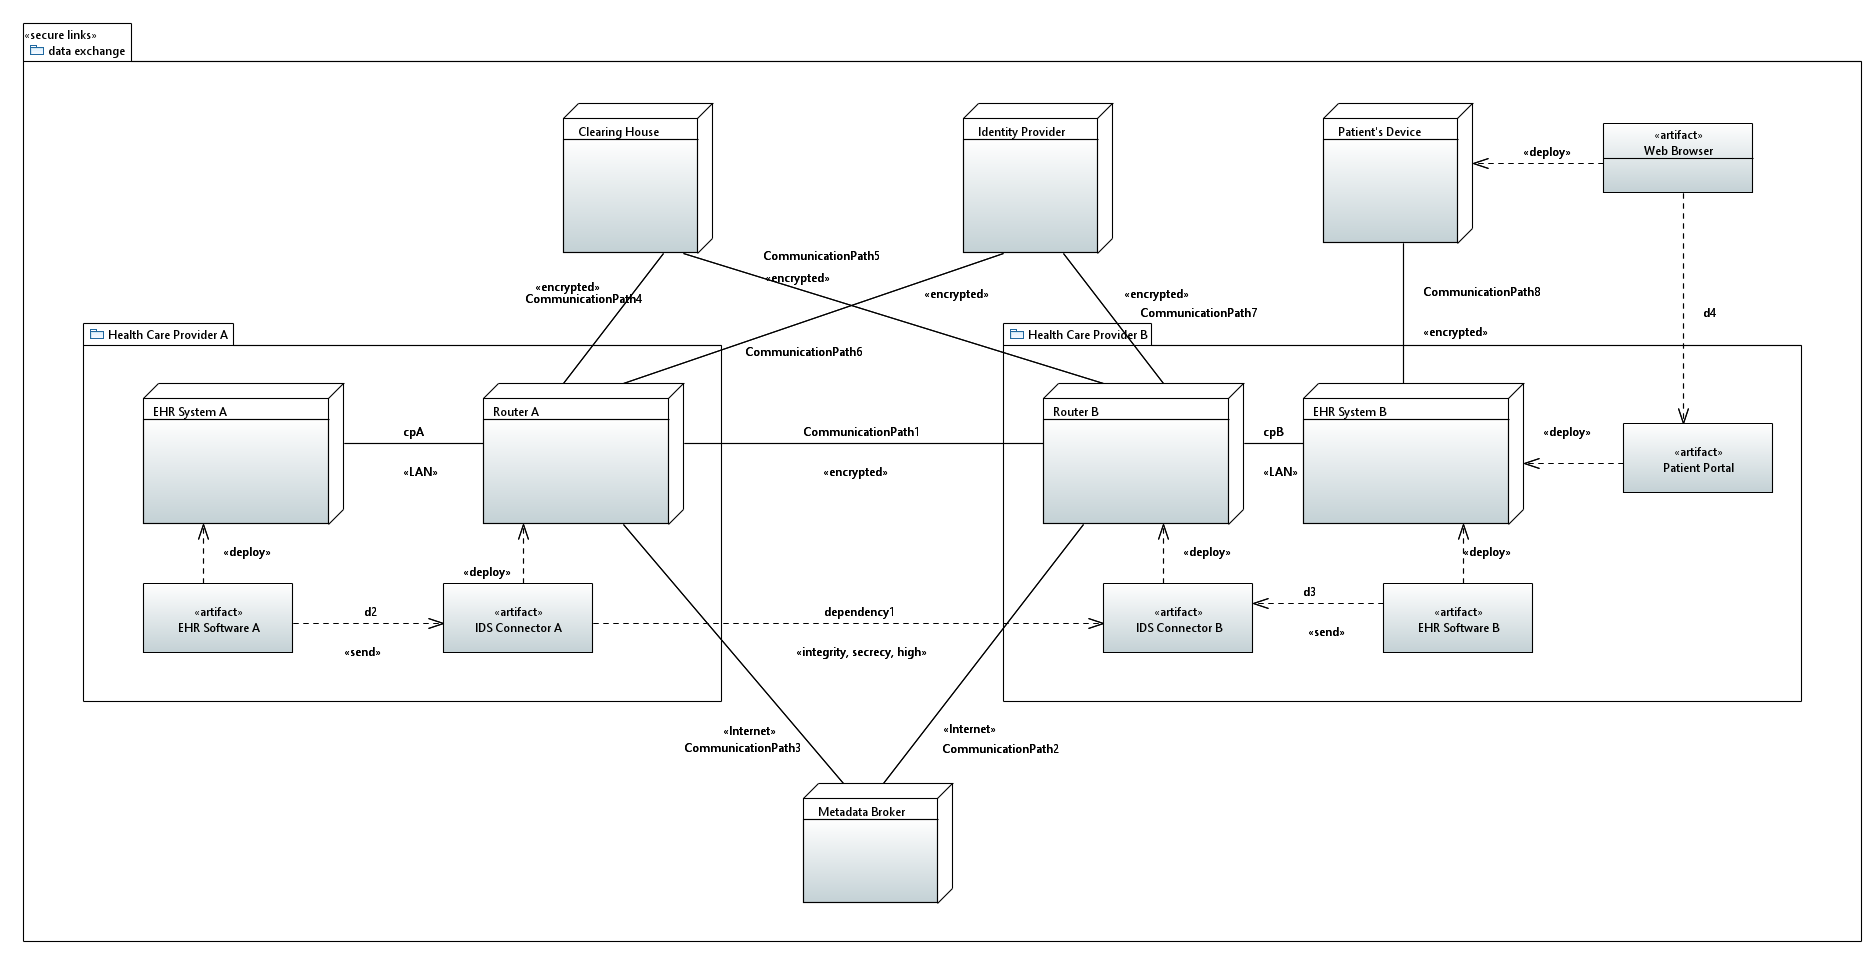 «secure links»
data exchange
Clearing House
Identity Provider
Patient's Device
«deploy»
«artifact»
Web Browser
CommunicationPath5
«encrypted»
«encrypted»
CommunicationPath4
«encrypted»
«encrypted»
CommunicationPath7
CommunicationPath8
«encrypted»
d4
Health Care Provider A
Health Care Provider B
CommunicationPath6
EHR System A
cpA
«LAN»
Router A
CommunicationPath1
«encrypted»
Router B
cpB
«LAN»
EHR System B
«deploy»
«artifact»
Patient Portal
«deploy»
«deploy»
«deploy»
«deploy»
«artifact»
EHR Software A
d2
«send»
«artifact»
IDS Connector A
dependency1
«integrity, secrecy, high»
«artifact»
IDS Connector B
d3
«send»
«artifact»
EHR Software B
«Internet»
CommunicationPath3
«Internet»
CommunicationPath2
Metadata Broker